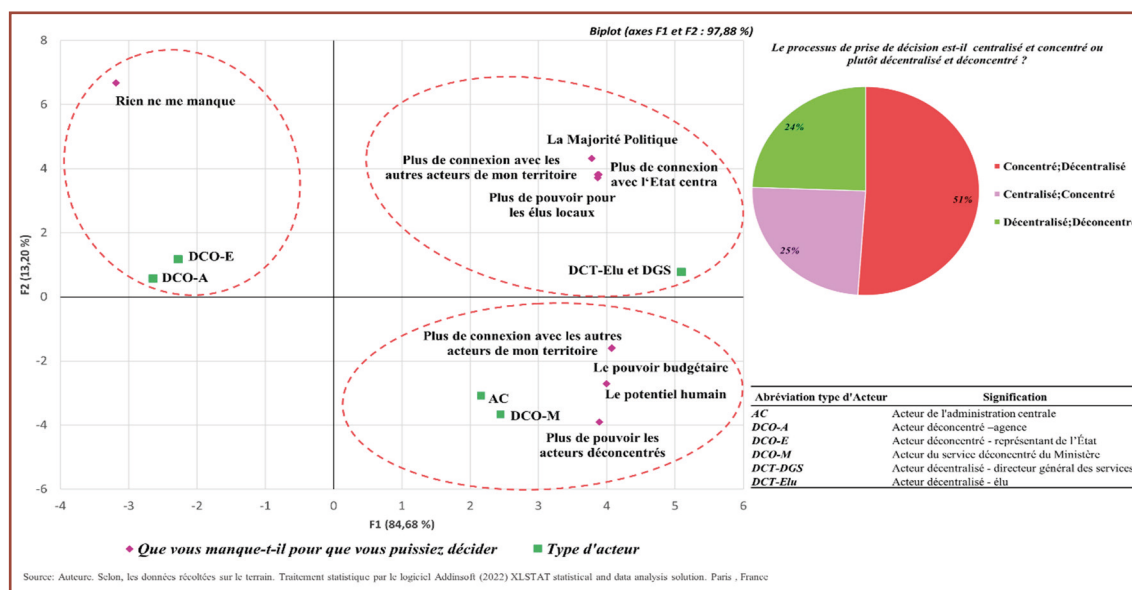 Biplot (axes F1 et F2 : 97,88 %)
8
6
4
2
0
-2
-4
-6
F2 (13,20 %)
Rien ne me manque
DCO-E
DCO-A
La Majorité Politique
Plus de connexion avec les
autres acteurs de mon territoire
Plus de connexion
avec l'Etat centra
Plus de pouvoir pour
les élus locaux
DCT-Elu et DGS
Plus de connexion avec les autres
acteurs de mon territoire
Le pouvoir budgétaire
Le potentiel humain
AC
DCO-M
Plus de pouvoir les
acteurs déconcentrés
-4 -3 -2 -1 0 1 2 3 4 5 6
F1 (84,68 %)
Que vous manque-t-il pour que vous puissiez décider
Type d'acteur
Le processus de prise de décision est-il centralisé et concentré ou
plutôt décentralisé et déconcentré ?
24%
51%
25%
Concentré;Décentralisé
Centralisé;Concentré
Décentralisé;Déconcentré
Abréviation type d'Acteur Signification
AC Acteur de l'administration centrale
DCO-A Acteur déconcentré –agence
DCO-E Acteur déconcentré - représentant de l'État
DCO-M Acteur du service déconcentré du Ministère
DCT-DGS Acteur décentralisé - directeur général des services
DCT-Elu Acteur décentralisé - élu
Source: Auteure. Selon, les données récoltées sur le terrain. Traitement statistique par le logiciel Addinsoft (2022) XLSTAT statistical and data analysis solution. Paris , France